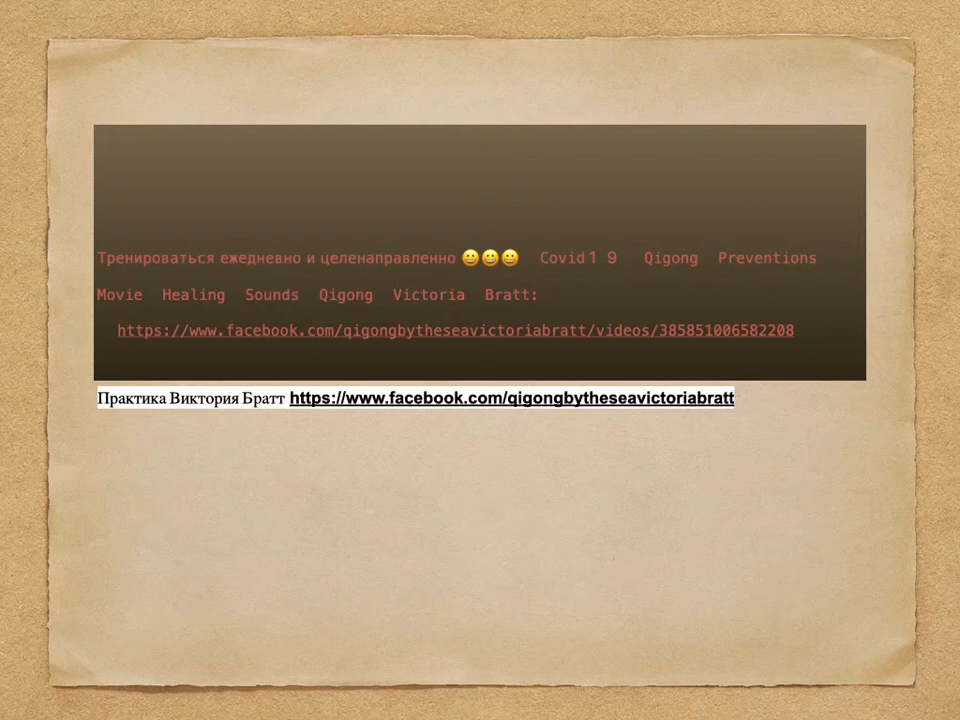 Тренироваться ежедневно и целенаправленно 😀😀😀 Covid19 Qigong Preventions
Movie Healing Sounds Qigong Victoria Bratt:
https://www.facebook.com/qigongbytheseavictoriabratt/videos/385851006582208
Практика Виктория Братт https://www.facebook.com/qigongbytheseavictoriabratt